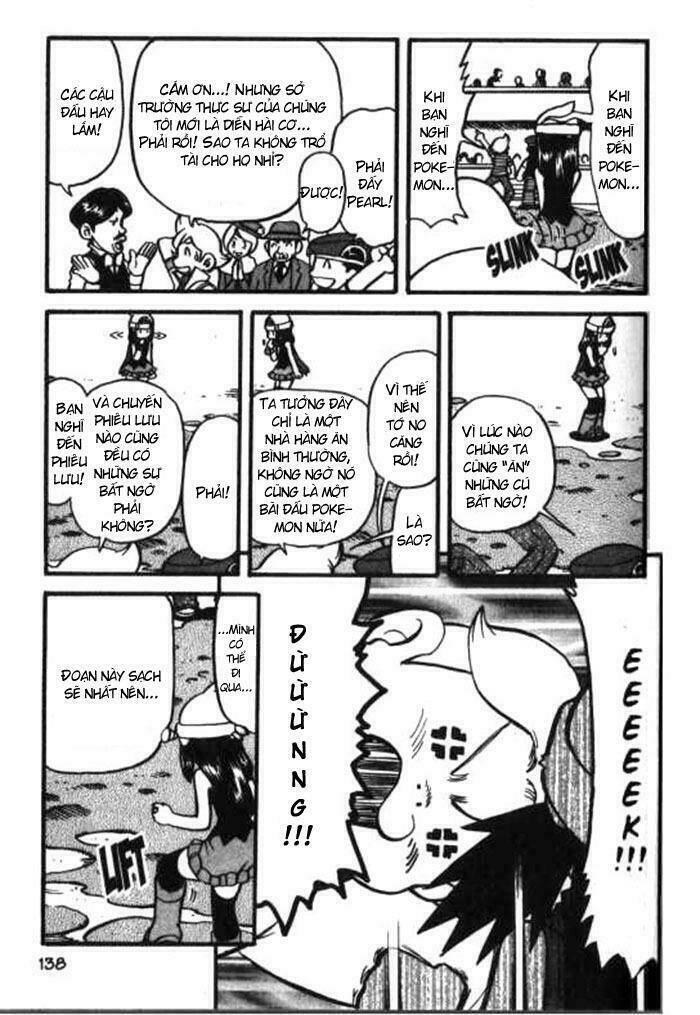 CÁC CẬU
ĐẤU HAY
LẮM!
CẢM ƠN...! NHƯNG SỞ
TRƯỜNG THỰC SỰ CỦA CHÚNG
TÔI MỚI LÀ DIỄN HÀI CƠ...
PHẢI RỒI! SAO TA KHÔNG TRỔ
TÀI CHO HỌ NHỈ?
ĐƯỢC!
PHẢI
ĐẤY
PEARL!
KHI
BẠN
NGHĨ
ĐẾN
POKE-
MON...
KHI
BẠN
NGHĨ
ĐẾN
POKE-
MON...
SLINK
SLINK
BẠN
NGHĨ
ĐẾN
PHIÊU
LƯU!
VÀ CHUYẾN
PHIÊU LƯU
NÀO CŨNG
ĐỀU CÓ
NHỮNG SỰ
BẤT NGỜ
PHẢI
KHÔNG?
PHẢI!
TA TƯỞNG ĐÂY
CHỈ LÀ MỘT
NHÀ HÀNG ĂN
BÌNH THƯỜNG,
KHÔNG NGỜ NÓ
CŨNG LÀ MỘT
BÀI ĐẤU POKE-
MON NỮA!
VÌ THẾ
NÊN
TỚ NO
CĂNG
RỒI!
LÀ
SAO?
VÌ LÚC NÀO
CHÚNG TA
CŨNG "ĂN"
NHỮNG CÚ
BẤT NGỜ!
ĐOẠN NÀY SẠCH
SẼ NHẤT NÊN...
...MÌNH
CÓ
THỂ
ĐI
QUA...
LIFT
Đ
Ừ
Ừ
Ừ
N
N
G
!!!
E
E
E
E
E
E
K
!!!
138